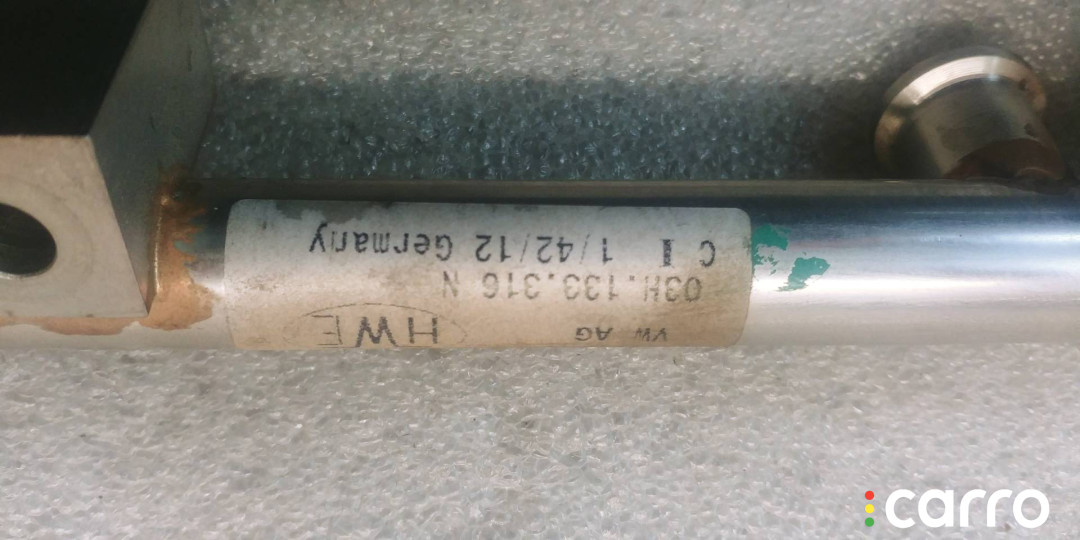 VW AG HWE
03H.133.316 N
C I 1/42/12 Germany
carro